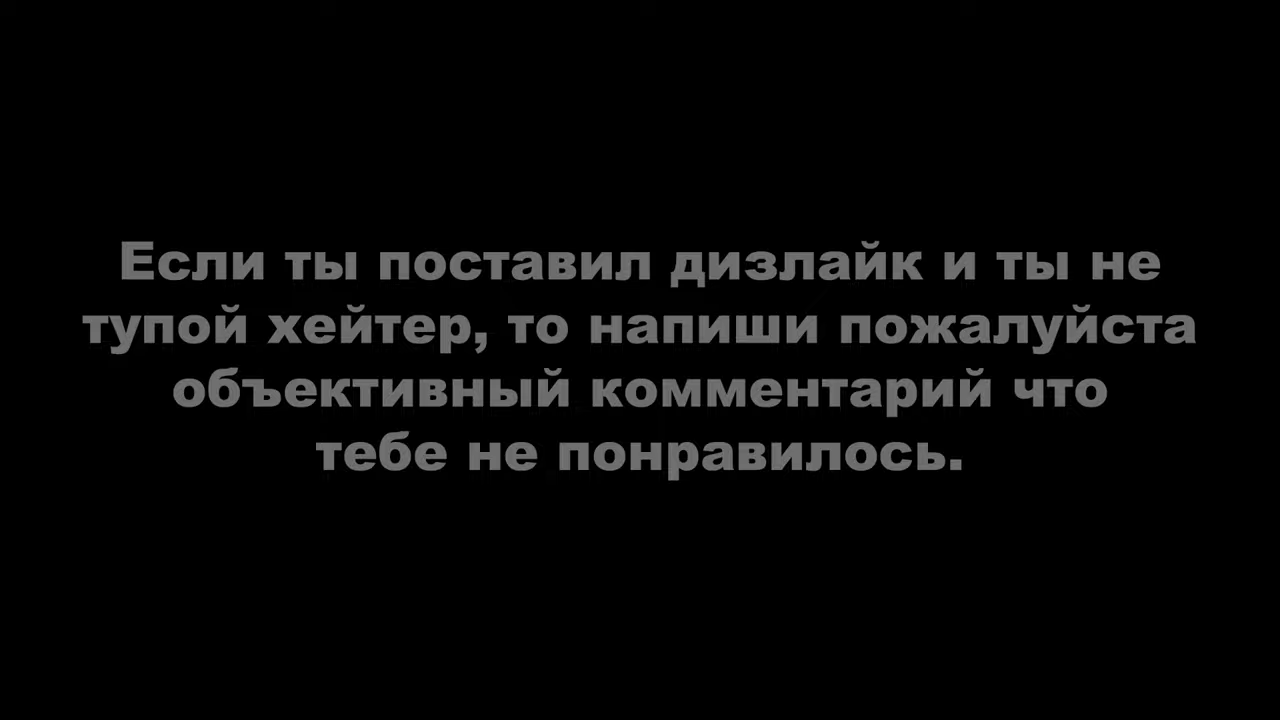 Если ты поставил дизлайк и ты не
тупой хейтер, то напиши пожалуйста
объективный комментарий что
тебе не понравилось.